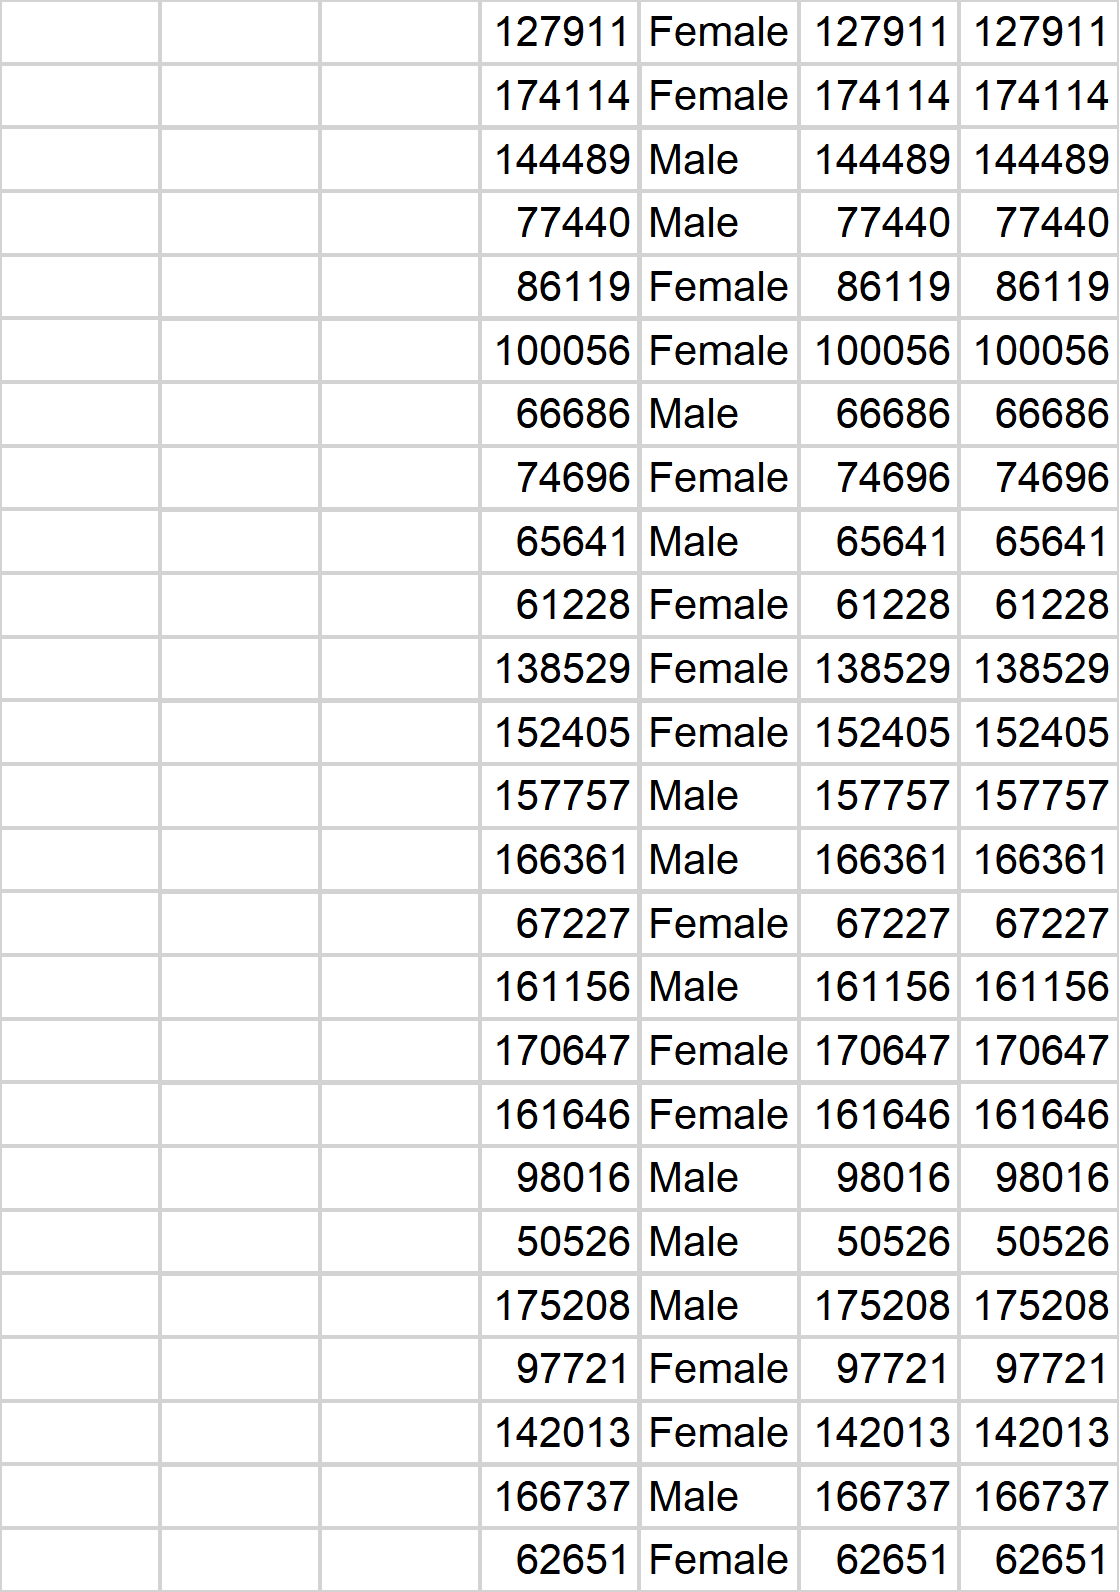 127911 Female 127911 127911
174114 Female 174114 174114
144489 Male 144489 144489
77440 Male 77440 77440
86119 Female 86119 86119
100056 Female 100056 100056
66686 Male 66686 66686
74696 Female 74696 74696
65641 Male 65641 65641
61228 Female 61228 61228
138529 Female 138529 138529
152405 Female 152405 152405
157757 Male 157757 157757
166361 Male 166361 166361
67227 Female 67227 67227
161156 Male 161156 161156
170647 Female 170647 170647
161646 Female 161646 161646
98016 Male 98016 98016
50526 Male 50526 50526
175208 Male 175208 175208
97721 Female 97721 97721
142013 Female 142013 142013
166737 Male 166737 166737
62651 Female 62651 62651